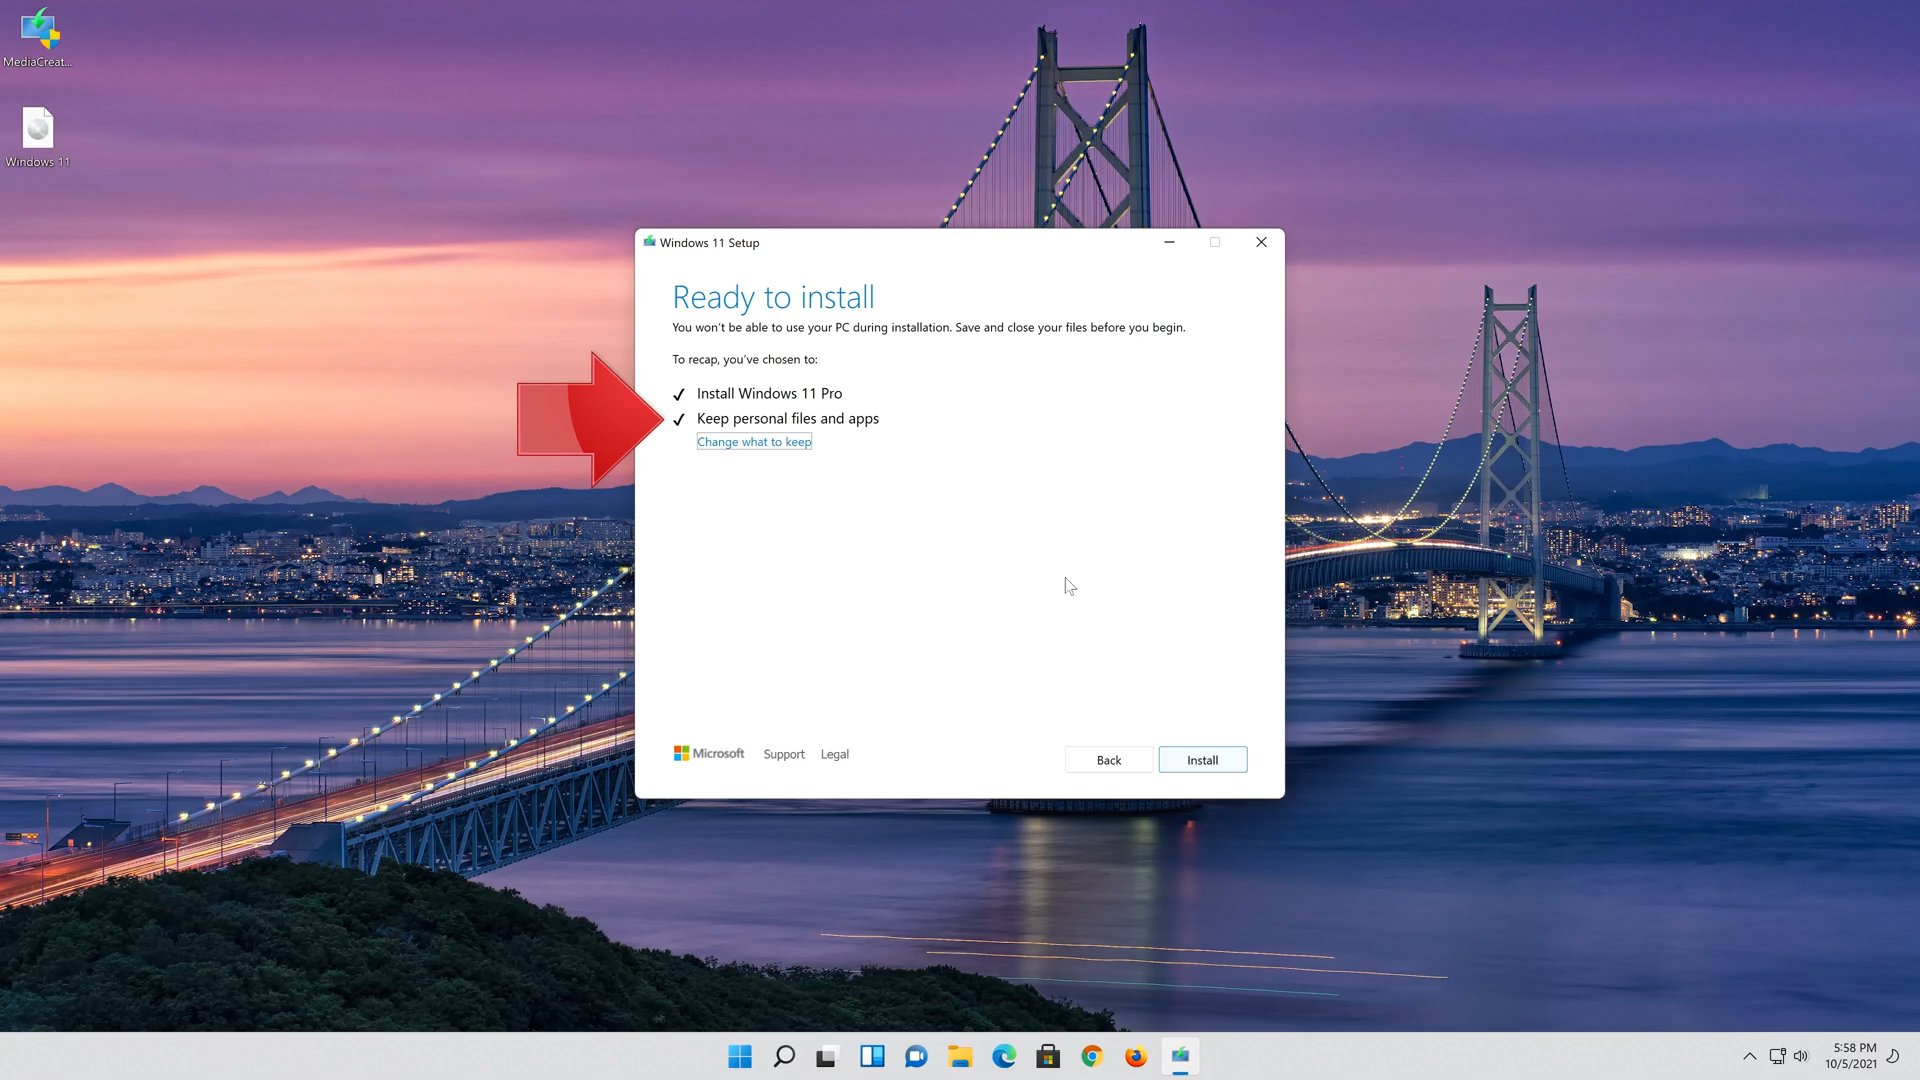 MediaCreat...
Windows 11
Windows 11 Setup
Ready to install
You won't be able to use your PC during installation. Save and close your files before you begin.
To recap, you've chosen to:
Install Windows 11 Pro
Keep personal files and apps
Change what to keep
Microsoft Support Legal
Back Install
5:58 PM
10/5/2021